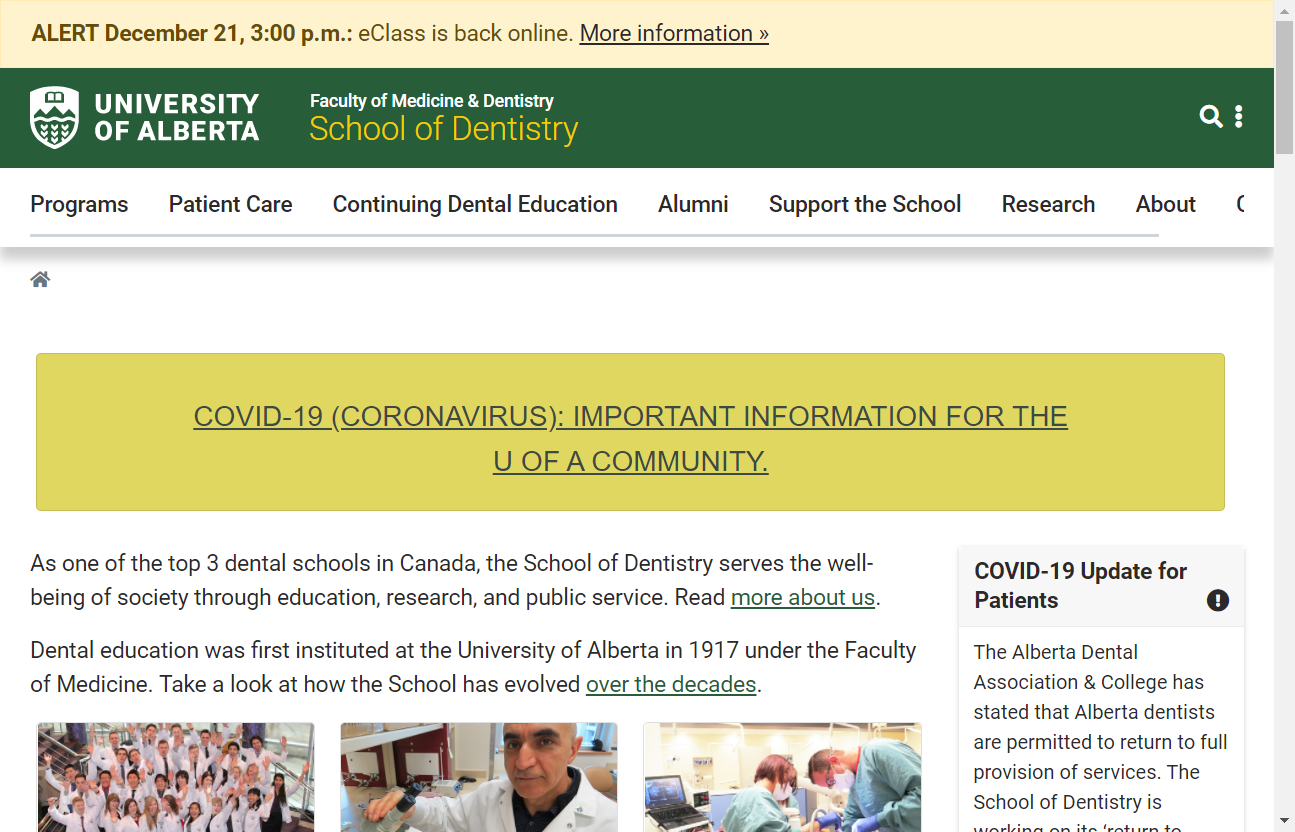 ALERT December 21, 3:00 p.m.: eClass is back online. More information »
UNIVERSITY
OF ALBERTA
Faculty of Medicine & Dentistry
School of Dentistry
Programs Patient Care Continuing Dental Education Alumni Support the School Research About
COVID-19 (CORONAVIRUS): IMPORTANT INFORMATION FOR THE
U OF A COMMUNITY.
As one of the top 3 dental schools in Canada, the School of Dentistry serves the well-
being of society through education, research, and public service. Read more about us.
Dental education was first instituted at the University of Alberta in 1917 under the Faculty
of Medicine. Take a look at how the School has evolved over the decades.
COVID-19 Update for
Patients
The Alberta Dental
Association & College has
stated that Alberta dentists
are permitted to return to full
provision of services. The
School of Dentistry is
working on its ‘return to